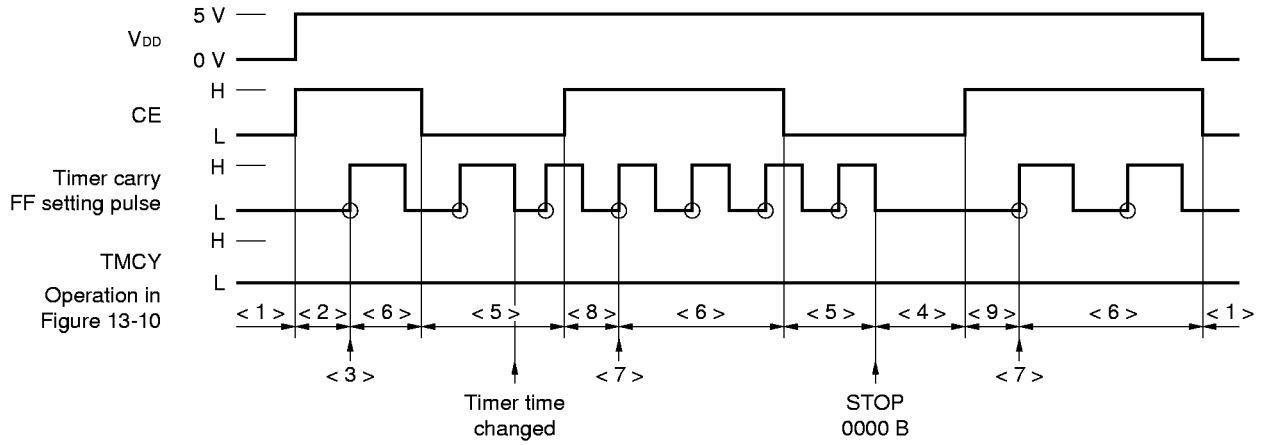 5 V
VDD
0 V
H
CE
L
H
Timer carry
FF setting pulse
L
H
TMCY
L
Operation in
Figure 13-10
< 1 > < 2 > < 6 > < 5 > < 8 > < 6 > < 5 > < 4 > < 9 > < 6 > < 1 >
< 3 > < 7 > < 7 >
Timer time
changed
STOP
0000 B